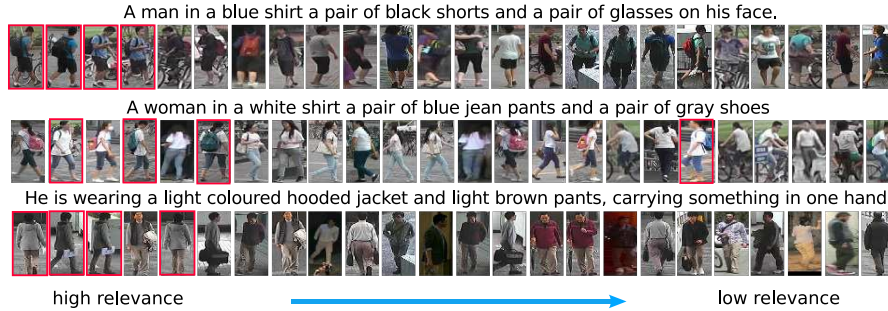 A man in a blue shirt a pair of black shorts and a pair of glasses on his face.
A woman in a white shirt a pair of blue jean pants and a pair of gray shoes
He is wearing a light coloured hooded jacket and light brown pants, carrying something in one hand
high relevance
low relevance